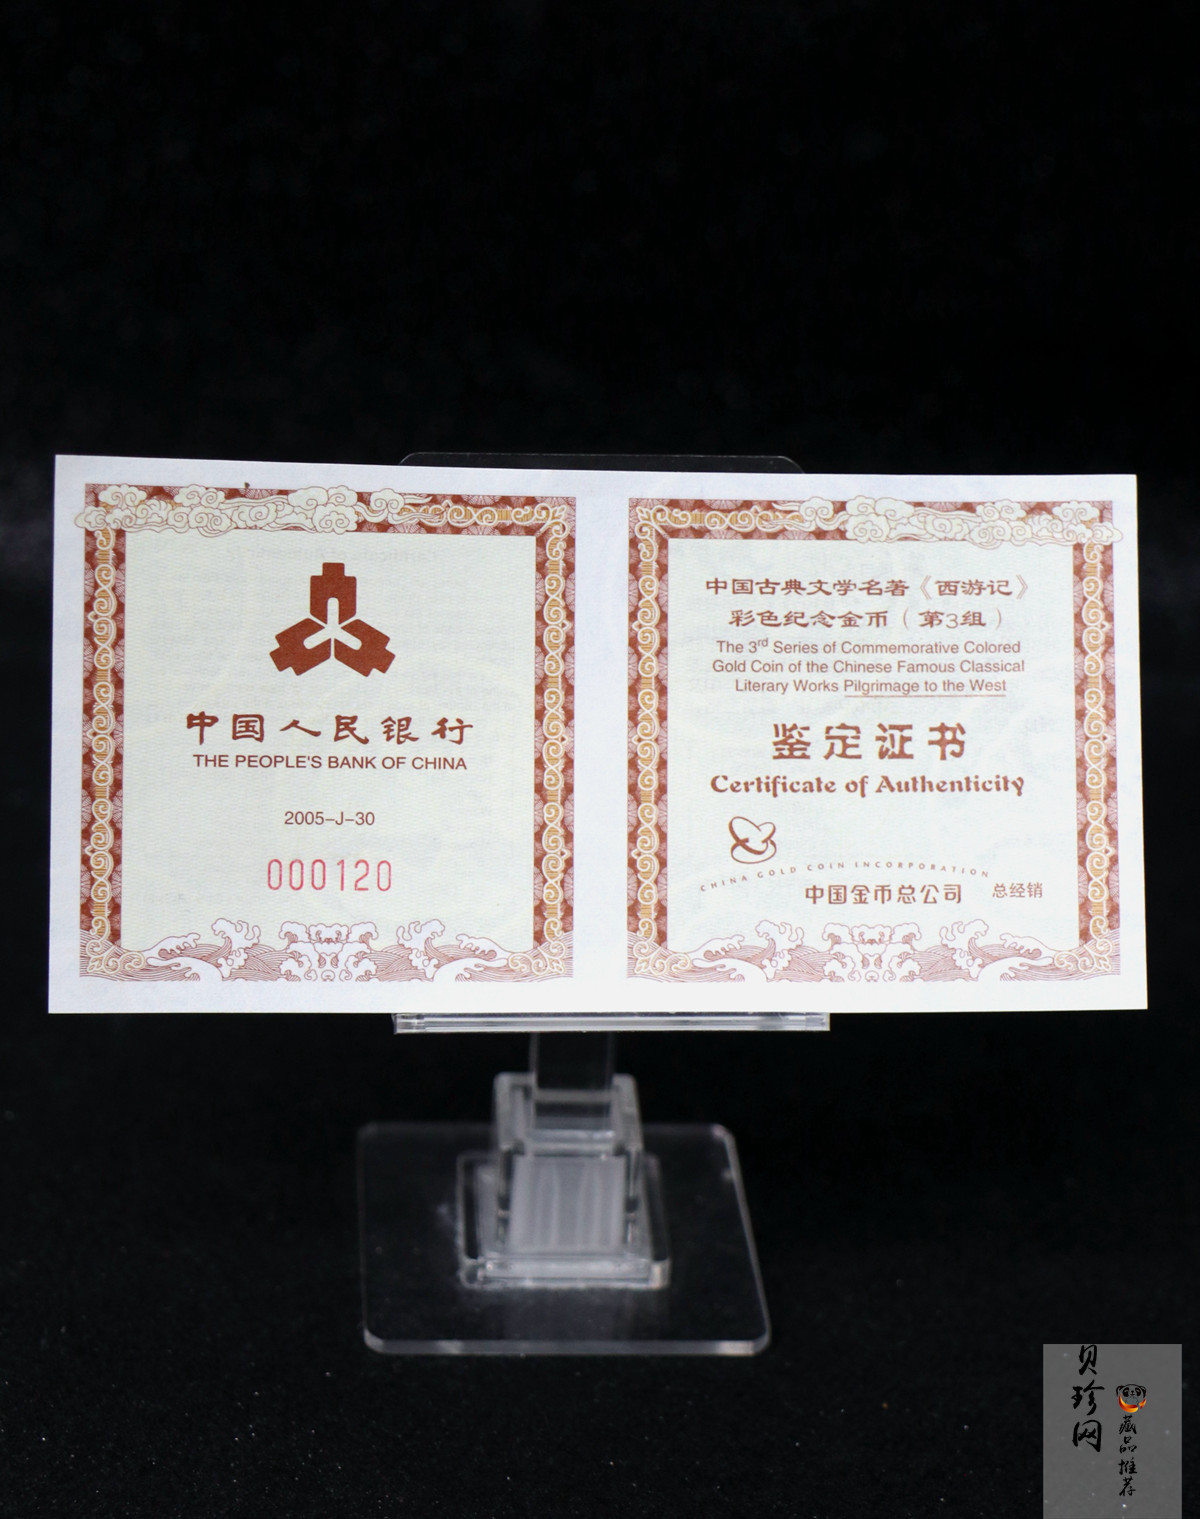 中国人民银行
THE PEOPLE'S BANK OF CHINA
2005-J-30
000120
中国古典文学名著《西游记》
彩色纪念金币（第3组）
The 3rd Series of Commemorative Colored
Gold Coin of the Chinese Famous Classical
Literary Works Pilgrimage to the West
鉴定证书
Certificate of Authenticity
CHINA GOLD COIN INCORPORATION
中国金币总公司 总经销
贝珍网
藏品推荐